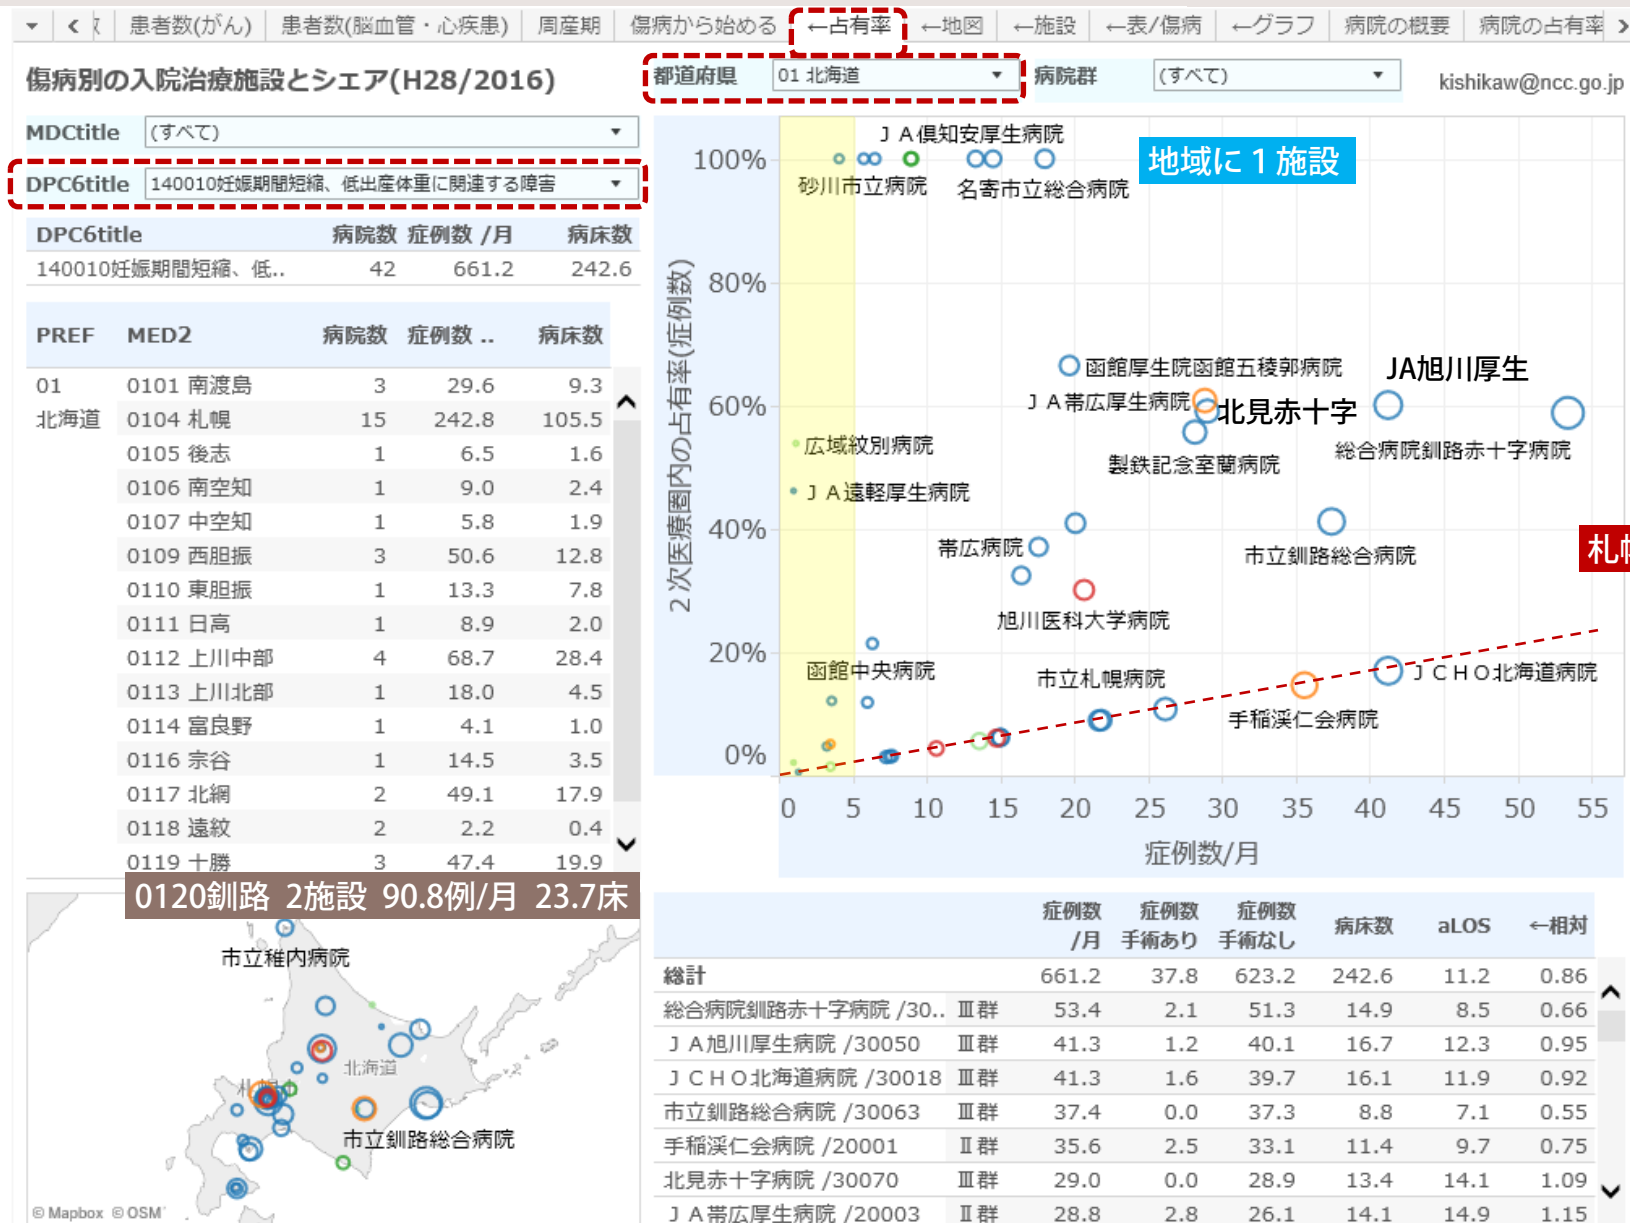 患者数(がん) 患者数(脳血管・心疾患) 周産期 傷病から始める ←占有率 ←地図 ←施設 ←表/傷病 ←グラフ 病院の概要 病院の占有率
傷病別の入院治療施設とシェア(H28/2016)
都道府県 01 北海道 病院群 (すべて) kishikaw@ncc.go.jp
MDCtitle (すべて)
DPC6title 140010妊娠期間短縮、低出産体重に関連する障害
DPC6title 病院数 症例数 /月 病床数
140010妊娠期間短縮、低.. 42 661.2 242.6
PREF MED2 病院数 症例数 .. 病床数
01 0101 南渡島 3 29.6 9.3
北海道 0104 札幌 15 242.8 105.5
0105 後志 1 6.5 1.6
0106 南空知 1 9.0 2.4
0107 中空知 1 5.8 1.9
0109 西胆振 3 50.6 12.8
0110 東胆振 1 13.3 7.8
0111 日高 1 8.9 2.0
0112 上川中部 4 68.7 28.4
0113 上川北部 1 18.0 4.5
0114 富良野 1 4.1 1.0
0116 宗谷 1 14.5 3.5
0117 北網 2 49.1 17.9
0118 遠紋 2 2.2 0.4
0119 十勝 3 47.4 19.9
0120釧路 2施設 90.8例/月 23.7床
市立稚内病院
北海道
市立釧路総合病院
© Mapbox © OSM
2次医療圏内の占有率(症例数)
100%
80%
60%
40%
20%
0%
ＪＡ倶知安厚生病院
砂川市立病院 名寄市立総合病院
地域に１施設
函館厚生院函館五稜郭病院
JA旭川厚生
ＪＡ帯広厚生病院
北見赤十字
広域紋別病院
製鉄記念室蘭病院
総合病院釧路赤十字病院
ＪＡ遠軽厚生病院
帯広病院
市立釧路総合病院
札幌
旭川医科大学病院
函館中央病院
市立札幌病院
ＪＣＨＯ北海道病院
手稲渓仁会病院
0 5 10 15 20 25 30 35 40 45 50 55
症例数/月
症例数 症例数 症例数
/月 手術あり 手術なし 病床数 aLOS ←相対
総計 661.2 37.8 623.2 242.6 11.2 0.86
総合病院釧路赤十字病院 /30.. Ⅲ群 53.4 2.1 51.3 14.9 8.5 0.66
ＪＡ旭川厚生病院 /30050 Ⅲ群 41.3 1.2 40.1 16.7 12.3 0.95
ＪＣＨＯ北海道病院 /30018 Ⅲ群 41.3 1.6 39.7 16.1 11.9 0.92
市立釧路総合病院 /30063 Ⅲ群 37.4 0.0 37.3 8.8 7.1 0.55
手稲渓仁会病院 /20001 Ⅱ群 35.6 2.5 33.1 11.4 9.7 0.75
北見赤十字病院 /30070 Ⅲ群 29.0 0.0 28.9 13.4 14.1 1.09
ＪＡ帯広厚生病院 /20003 Ⅱ群 28.8 2.8 26.1 14.1 14.9 1.15